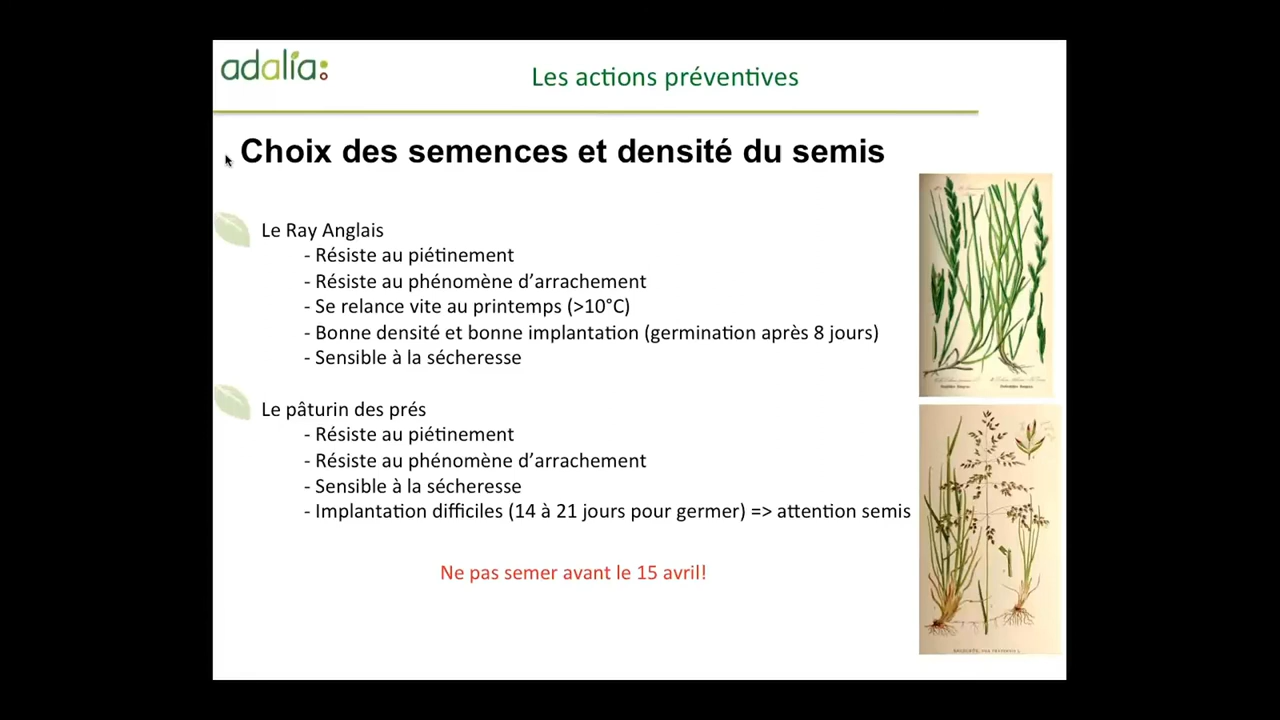 adalia
Les actions préventives
Choix des semences et densité du semis
Le Ray Anglais
- Résiste au piétinement
- Résiste au phénomène d’arrachement
- Se relance vite au printemps (>10°C)
- Bonne densité et bonne implantation (germination après 8 jours)
- Sensible à la sécheresse
Le pâturin des prés
- Résiste au piétinement
- Résiste au phénomène d’arrachement
- Sensible à la sécheresse
- Implantation difficiles (14 à 21 jours pour germer) => attention semis
Ne pas semer avant le 15 avril!